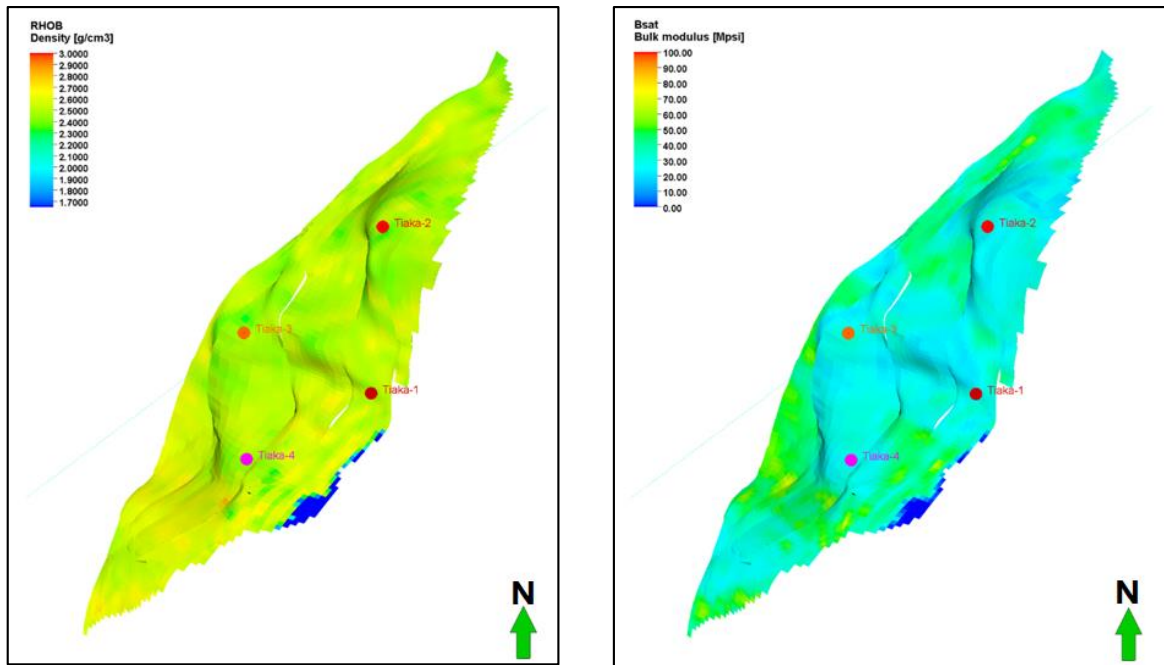 RHOB
Density [g/cm3]
3.0000
2.9000
2.8000
2.7000
2.6000
2.5000
2.4000
2.3000
2.2000
2.1000
2.0000
1.9000
1.8000
1.7000
Tiaka-2
Tiaka-3
Tiaka-1
Tiaka-4
N
Bsat
Bulk modulus [Mpsi]
100.00
90.00
80.00
70.00
60.00
50.00
40.00
30.00
20.00
10.00
0.00
Tiaka-2
Tiaka-3
Tiaka-1
Tiaka-4
N